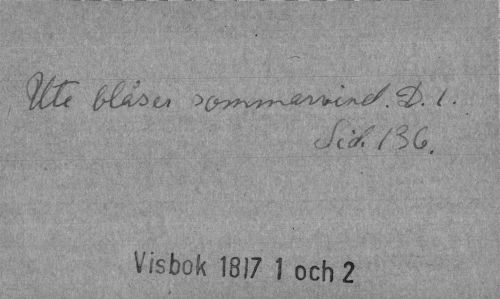 Ute blåser sommarvind. D. 1.
Sid. 136.
Visbok 1817 1 och 2